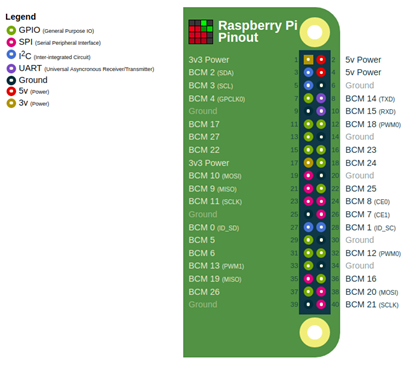 Legend
GPIO (General Purpose IO)
SPI (Serial Peripheral Interface)
I²C (Inter-Integrated Circuit)
UART (Universal Asyncronous Receiver/Transmitter)
Ground
5v (Power)
3v (Power)
Raspberry Pi
Pinout
3v3 Power 1 2 5v Power
BCM 2 (SDA) 3 4 5v Power
BCM 3 (SCL) 5 6 Ground
BCM 4 (GPCLK0) 7 8 BCM 14 (TXD)
Ground 9 10 BCM 15 (RXD)
BCM 17 11 12 BCM 18 (PWM0)
BCM 27 13 14 Ground
BCM 22 15 16 BCM 23
3v3 Power 17 18 BCM 24
BCM 10 (MOSI) 19 20 Ground
BCM 9 (MISO) 21 22 BCM 25
BCM 11 (SCLK) 23 24 BCM 8 (CE0)
Ground 25 26 BCM 7 (CE1)
BCM 0 (ID_SD) 27 28 BCM 1 (ID_SC)
BCM 5 29 30 Ground
BCM 6 31 32 BCM 12 (PWM0)
BCM 13 (PWM1) 33 34 Ground
BCM 19 (MISO) 35 36 BCM 16
BCM 26 37 38 BCM 20 (MOSI)
Ground 39 40 BCM 21 (SCLK)